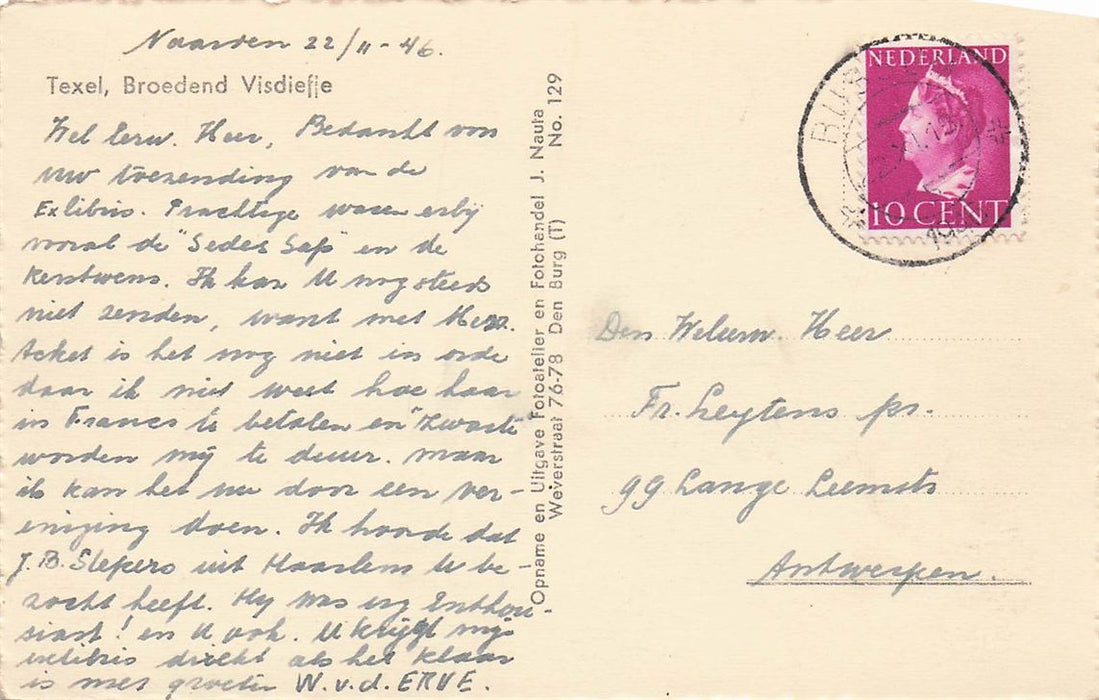 Naarden 22/11-46.
Texel, Broedend Visdiefje
Wel Eerw. Heer, Bedankt voor
uw toezending van de
Exlibris. Prachtige waren erbij
vooral de "Sedes Sap" en de
kerstwens. Ik kan U nog steeds
niet zenden, want met Mevr.
Acket is het nog niet in orde
daar ik niet weet hoe haar
in Francs te betalen en "Zwart"
worden mij te duur. maar
ik kan het nu door een ver-
eniging doen. Ik hoorde dat
J.B. Slepers uit Haarlem U be-
zocht heeft. Hij was erg Enthou-
siast! en U ook. U krijgt mijn
exlibris direkt als het klaar
is met groeten W.v.d. ERVE.
Opname en Uitgave Fotoatelier en Fotohandel J. Nauta
Weverstraat 76-78 Den Burg (T) No. 129
NEDERLAND
10 CENT
Den Weleerw. Heer
Fr. Leytens pr.
99 Lange Leemstr
Antwerpen.